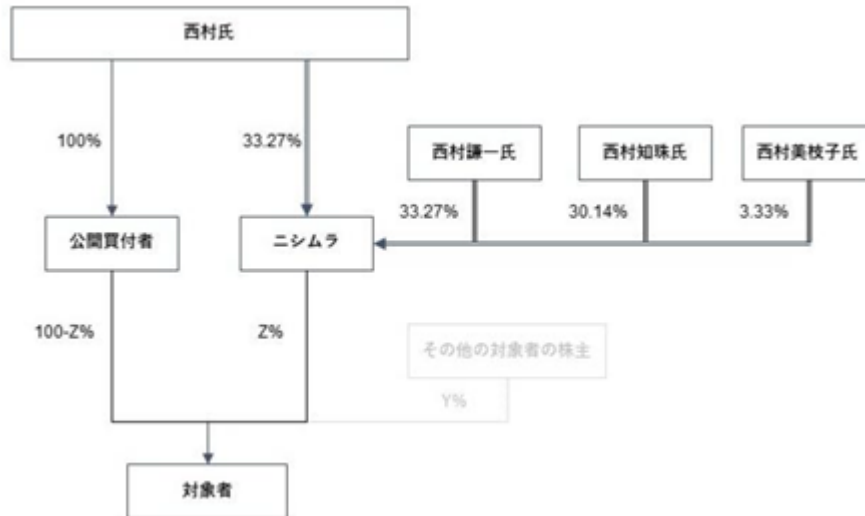 西村氏
100%
33.27%
西村謙一氏
西村知珠氏
西村美枝子氏
33.27%
30.14%
3.33%
公開買付者
ニシムラ
100-Z%
Z%
その他の対象者の株主
Y%
対象者